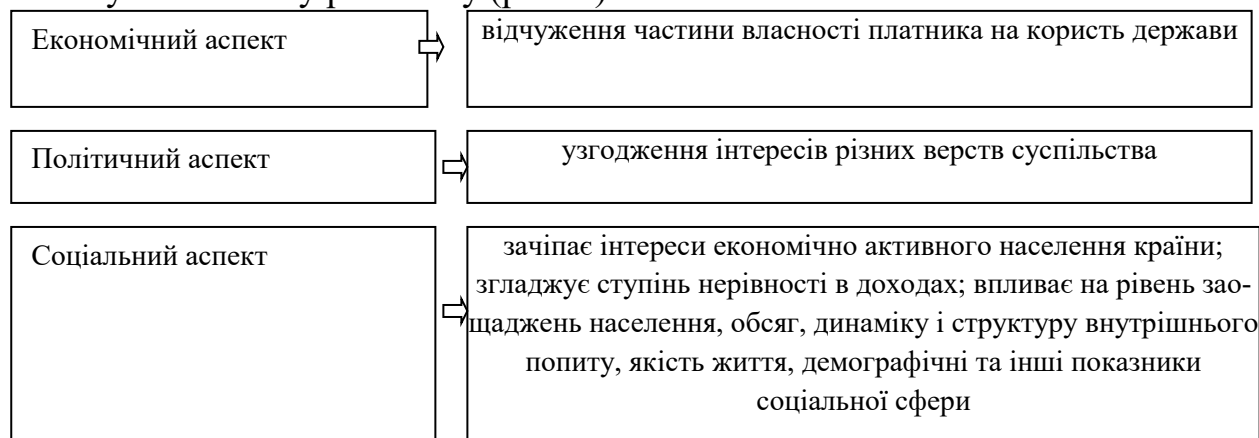 Економічний аспект
відчуження частини власності платника на користь держави
Політичний аспект
узгодження інтересів різних верств суспільства
Соціальний аспект
зачіпає інтереси економічно активного населення країни;
згладжує ступінь нерівності в доходах; впливає на рівень зао-
щаджень населення, обсяг, динаміку і структуру внутрішнього
попиту, якість життя, демографічні та інші показники
соціальної сфери